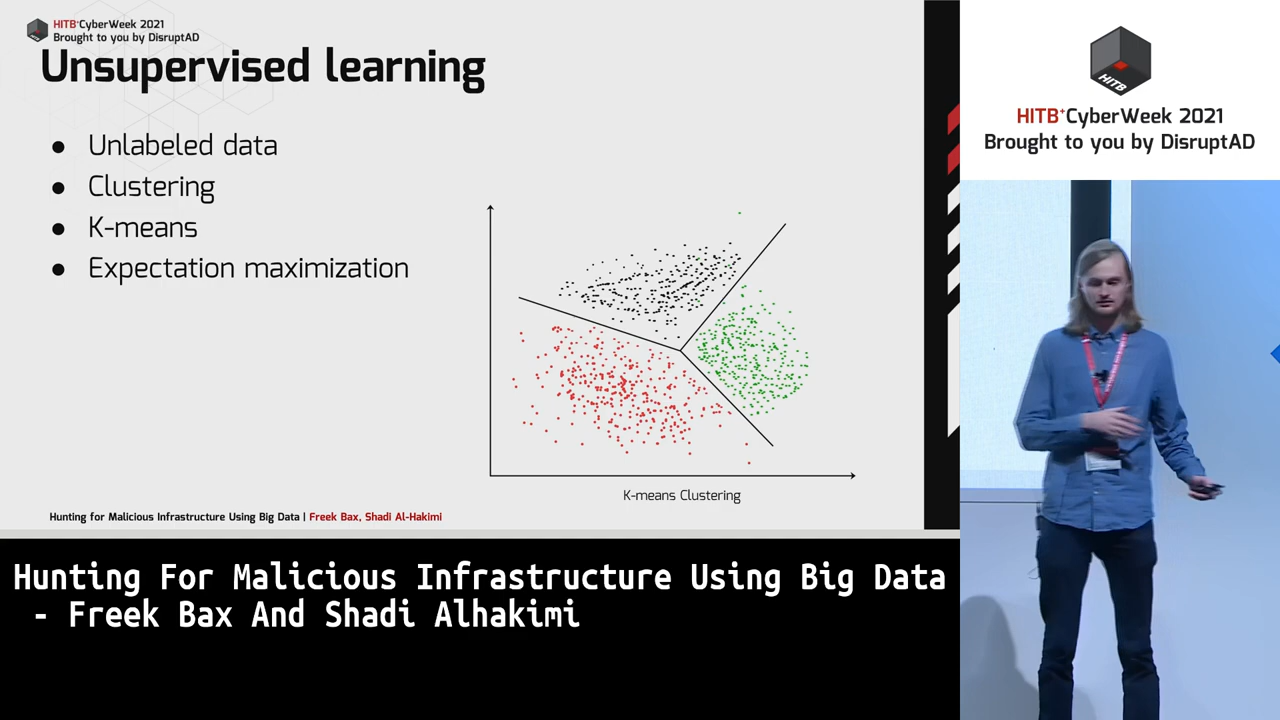 HITB+CyberWeek 2021
Brought to you by DisruptAD
Unsupervised learning
● Unlabeled data
● Clustering
● K-means
● Expectation maximization
K-means Clustering
Hunting for Malicious Infrastructure Using Big Data | Freek Bax, Shadi Al-Hakimi
Hunting For Malicious Infrastructure Using Big Data
- Freek Bax And Shadi Alhakimi
HITB
HITB+CyberWeek 2021
Brought to you by DisruptAD